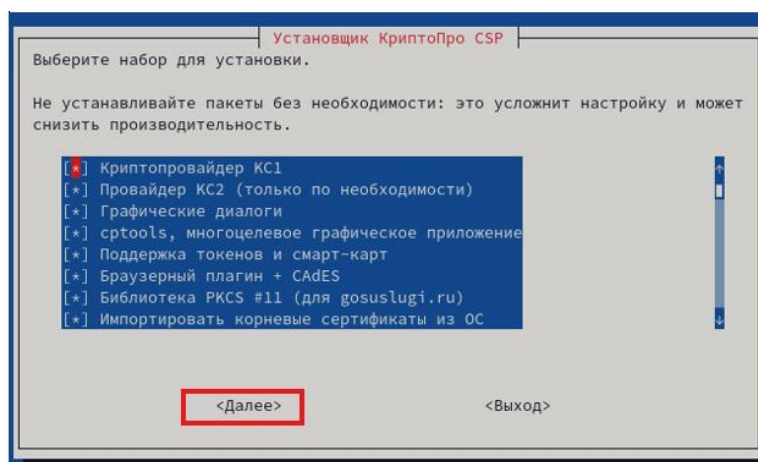 Установщик КриптоПро CSP
Выберите набор для установки.
Не устанавливайте пакеты без необходимости: это усложнит настройку и может
снизить производительность.
[*] Криптопровайдер КС1
[*] Провайдер КС2 (только по необходимости)
[*] Графические диалоги
[*] cptools, многоцелевое графическое приложение
[*] Поддержка токенов и смарт-карт
[*] Браузерный плагин + CAdES
[*] Библиотека PKCS #11 (для gosuslugi.ru)
[*] Импортировать корневые сертификаты из ОС
<Далее> <Выход>